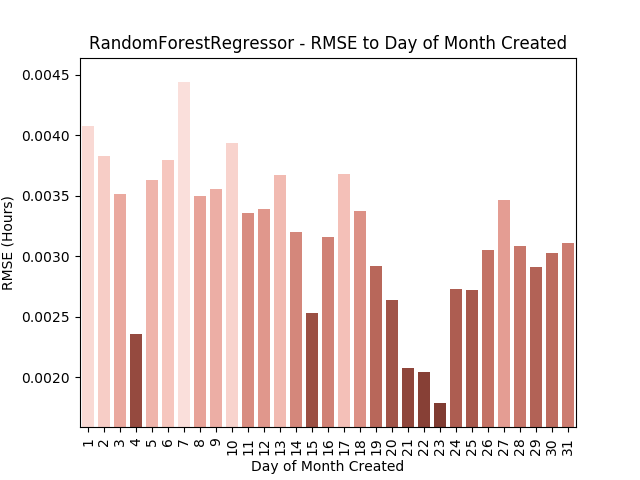 RandomForestRegressor - RMSE to Day of Month Created
RMSE (Hours)
0.0045
0.0040
0.0035
0.0030
0.0025
0.0020
1 2 3 4 5 6 7 8 9 10 11 12 13 14 15 16 17 18 19 20 21 22 23 24 25 26 27 28 29 30 31
Day of Month Created